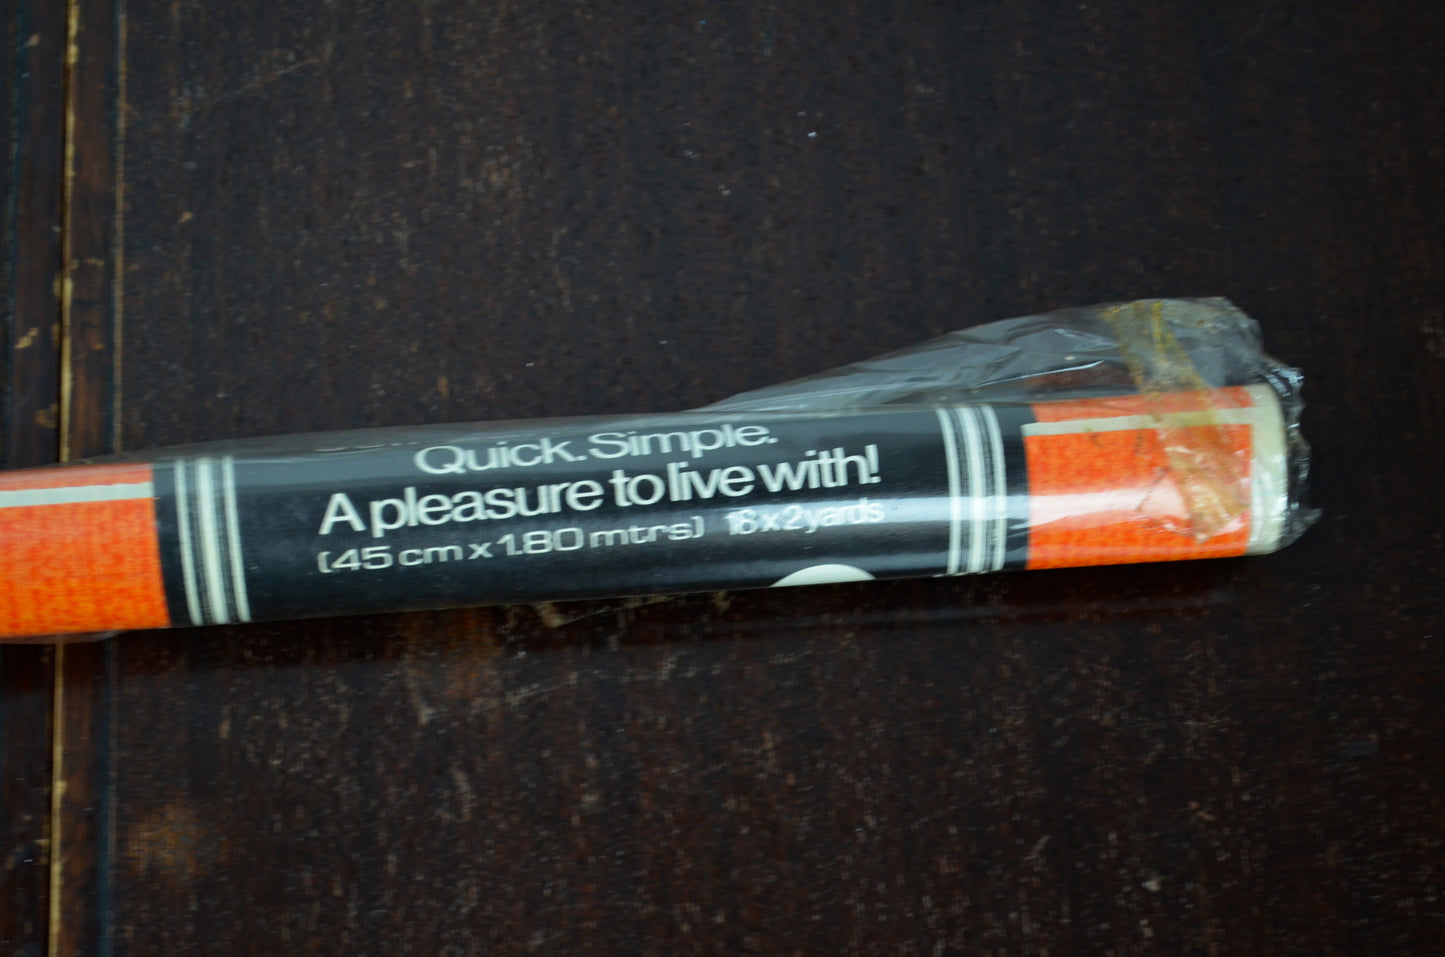 Quick. Simple.
A pleasure to live with!
(45 cm x 1.80 mtrs) 18 x 2 yards